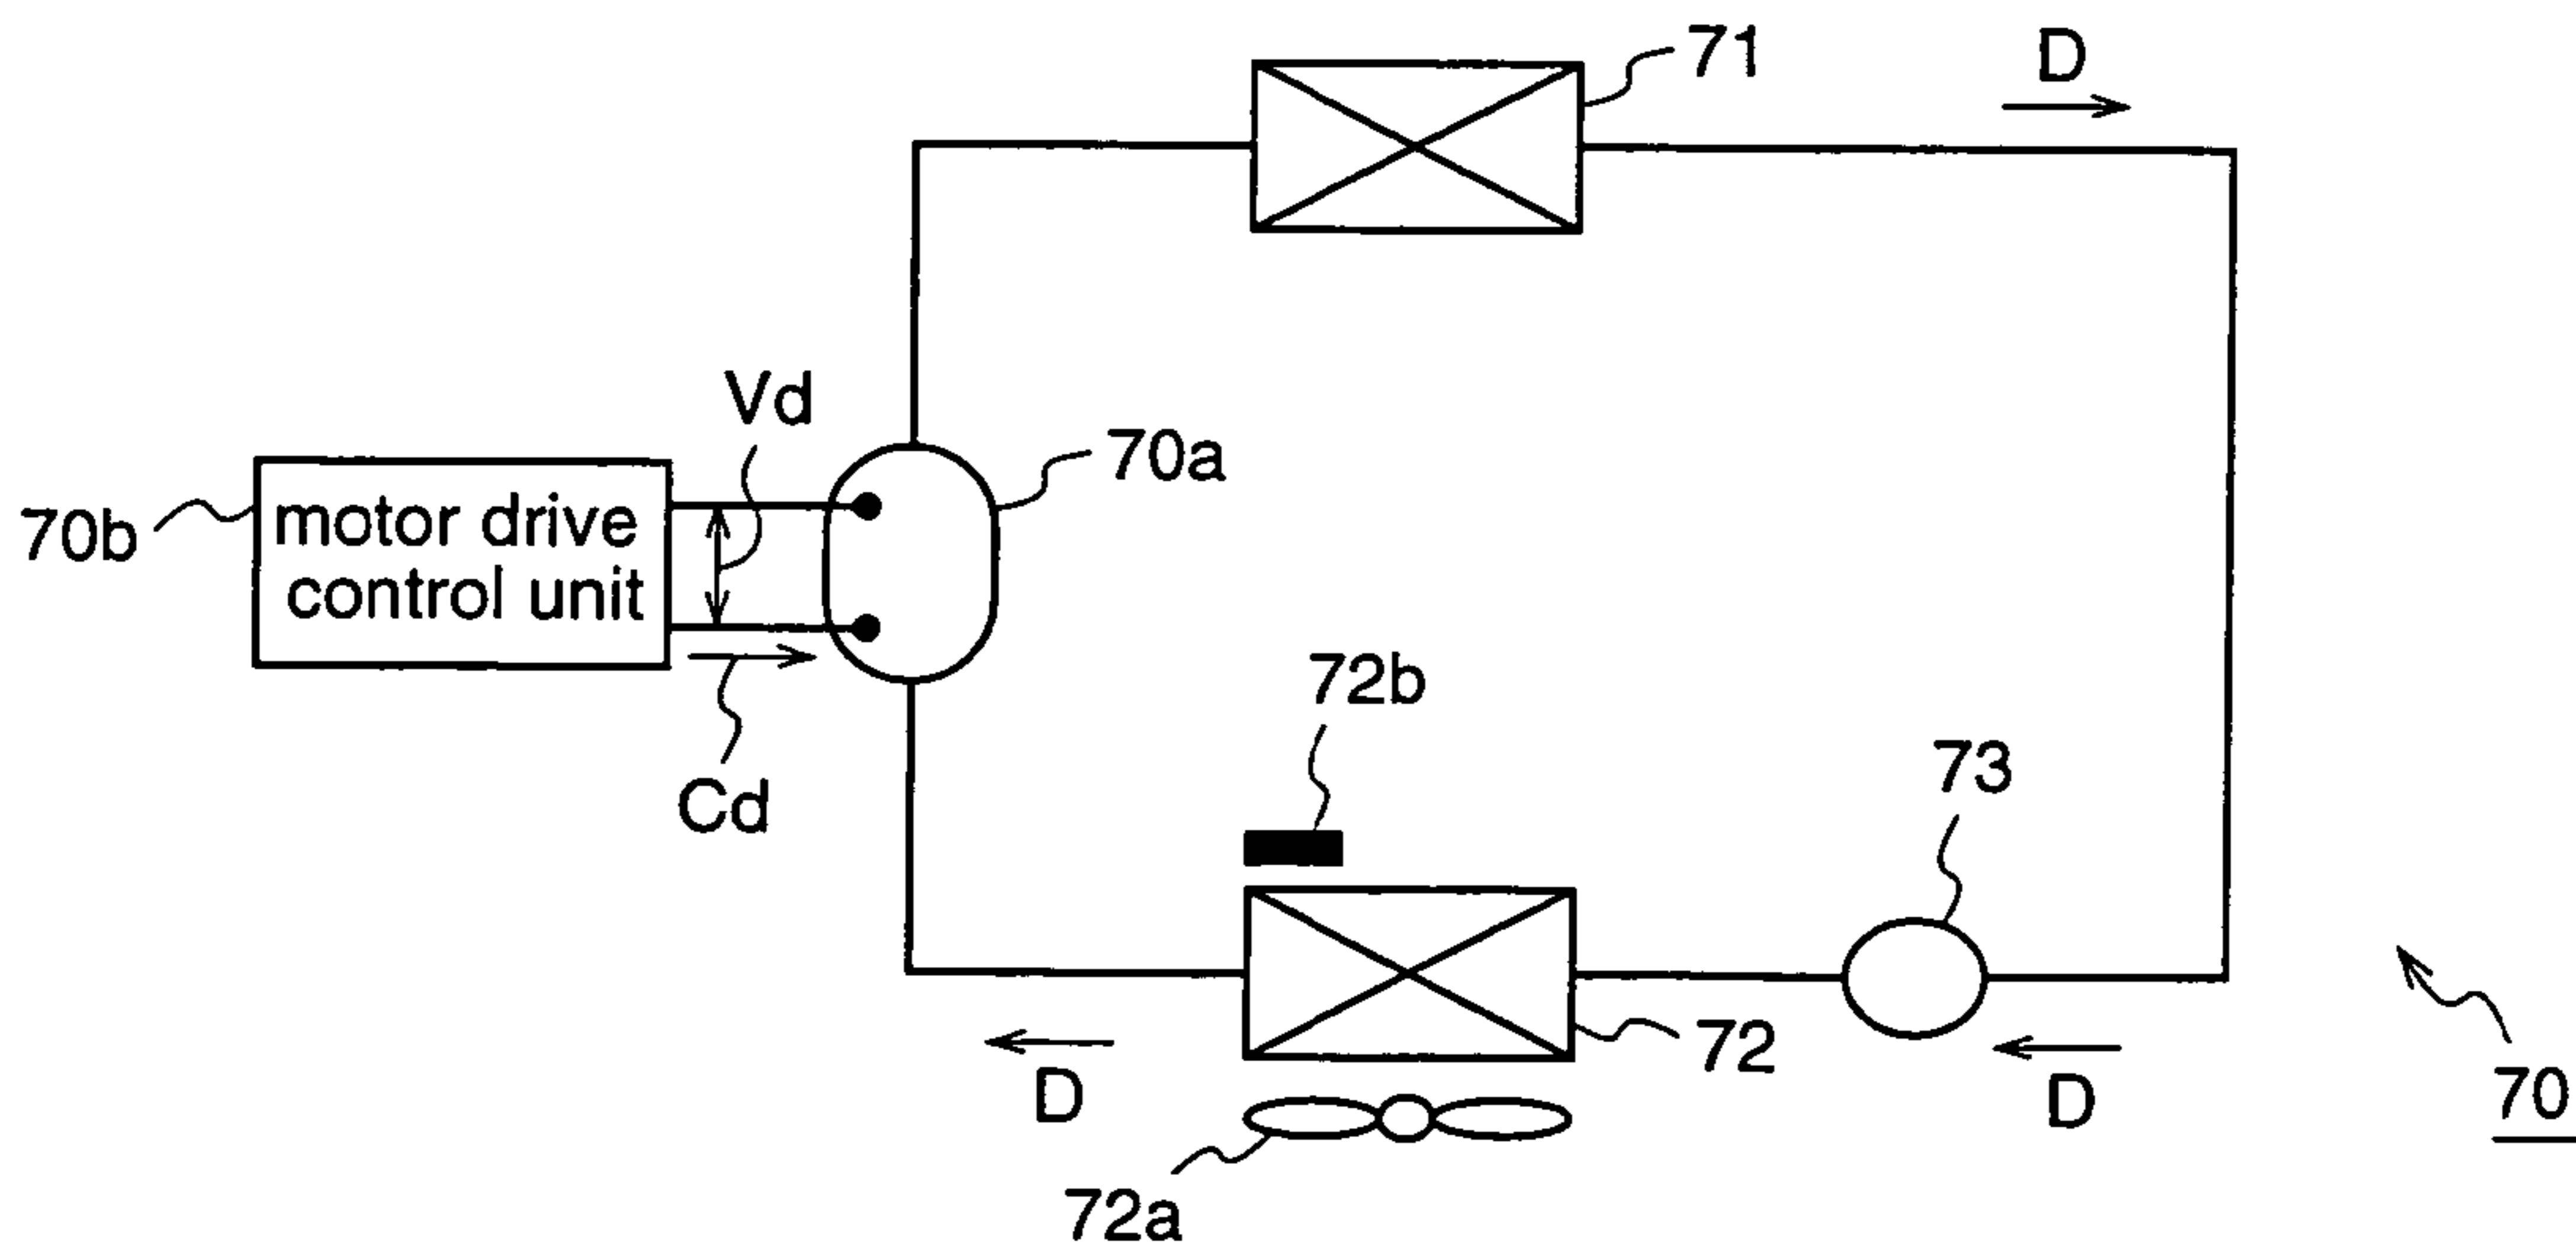 71
D
Vd
70a
70b
motor drive
control unit
72b
Cd
73
72
D
D
70
72a